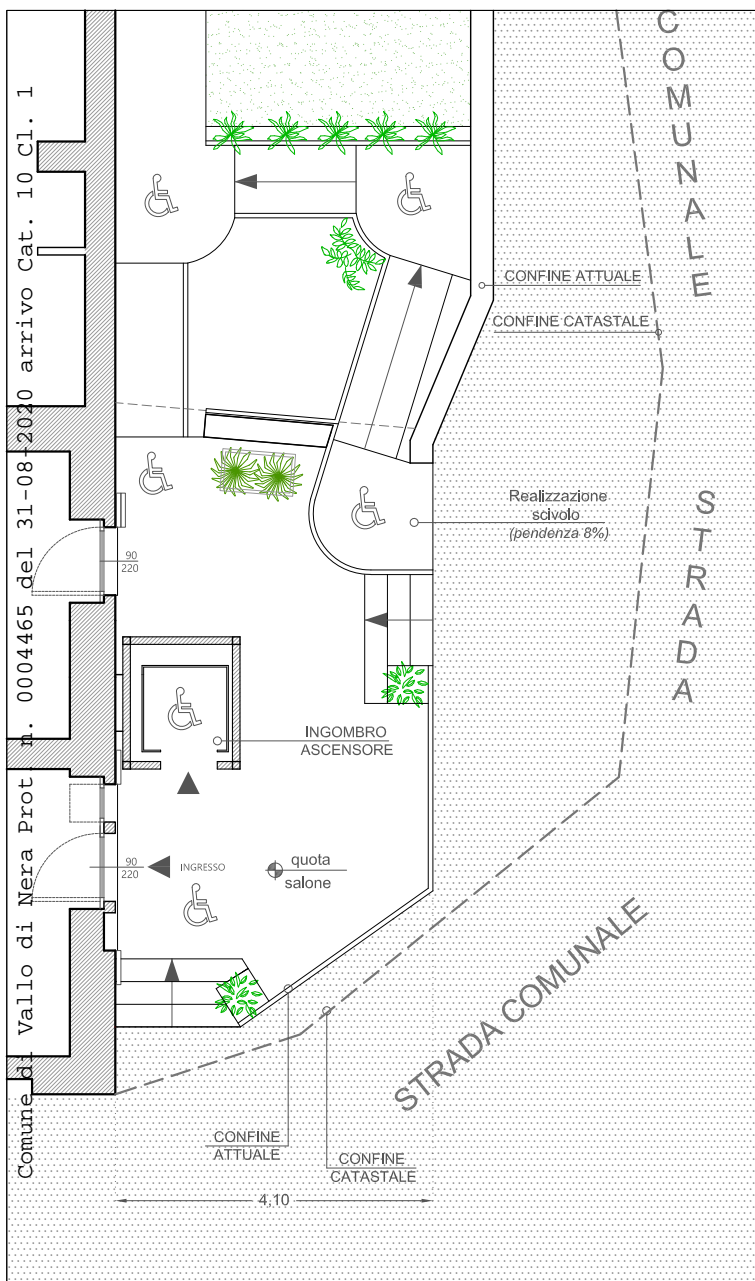 COMUNALE
CONFINE ATTUALE
CONFINE CATASTALE
Realizzazione
scivolo
(pendenza 8%)
STRADA
90
220
INGOMBRO
ASCENSORE
90
220
INGRESSO
quota
salone
STRADA COMUNALE
CONFINE
ATTUALE
CONFINE
CATASTALE
4,10
Comune di Vallo di Nera Prot. n. 0004465 del 31-08-2020 arrivo Cat. 10 Cl. 1